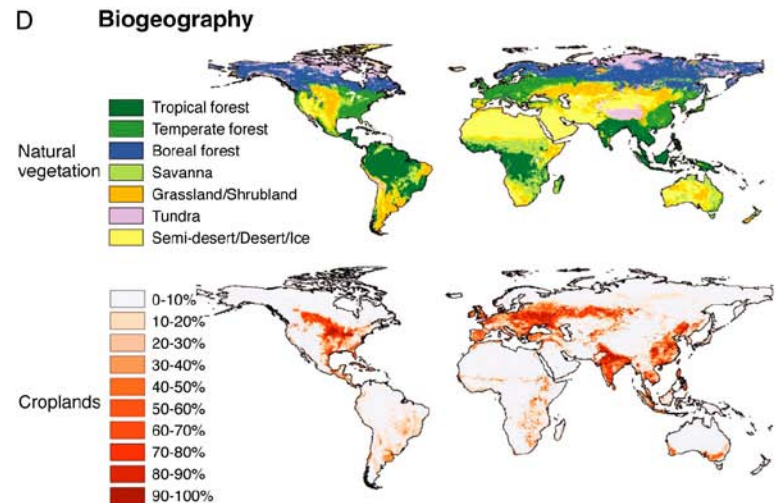 D Biogeography
Natural
vegetation
Tropical forest
Temperate forest
Boreal forest
Savanna
Grassland/Shrubland
Tundra
Semi-desert/Desert/Ice
Croplands
0-10%
10-20%
20-30%
30-40%
40-50%
50-60%
60-70%
70-80%
80-90%
90-100%